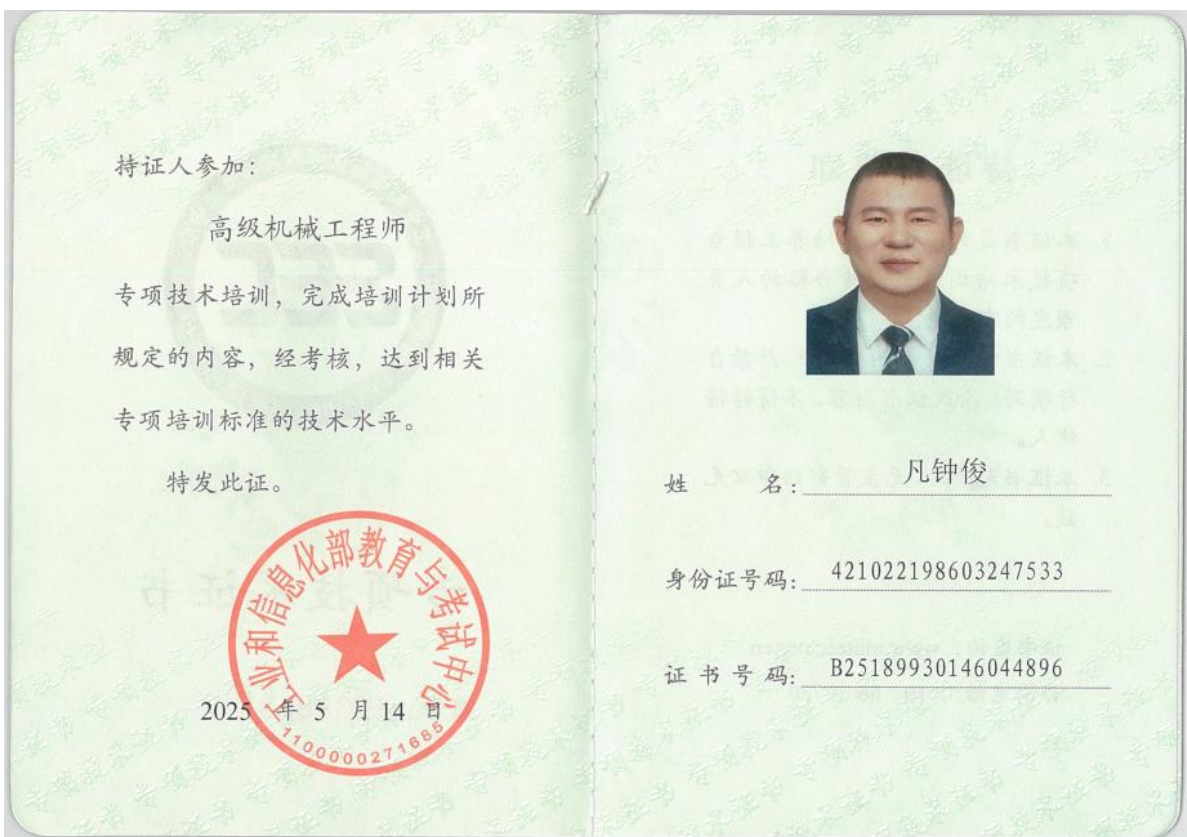 持证人参加：
高级机械工程师
专项技术培训，完成培训计划所
规定的内容，经考核，达到相关
专项培训标准的技术水平。
特发此证。
工业和信息化部教育与考试中心
2025 年 5 月 14 日
1100000271685
姓 名：凡钟俊
身份证号码：421022198603247533
证 书 号 码：B25189930146044896